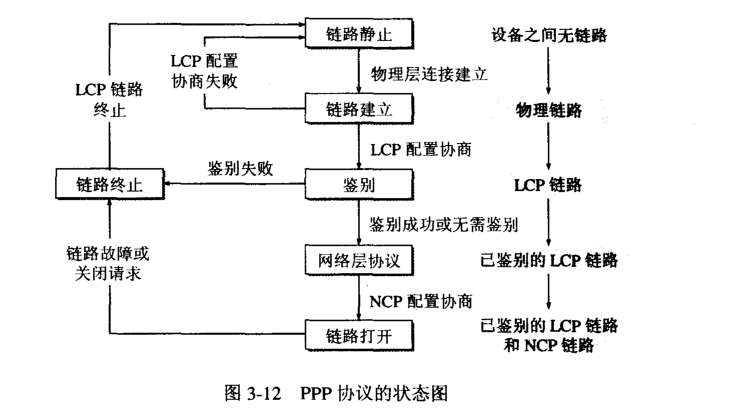 链路静止
设备之间无链路
LCP 配置
协商失败
物理层连接建立
LCP 链路
终止
链路建立
物理链路
LCP 配置协商
鉴别失败
链路终止
鉴别
LCP 链路
鉴别成功或无需鉴别
链路故障或
关闭请求
网络层协议
已鉴别的 LCP 链路
NCP 配置协商
链路打开
已鉴别的 LCP 链路
和 NCP 链路
图 3-12 PPP 协议的状态图